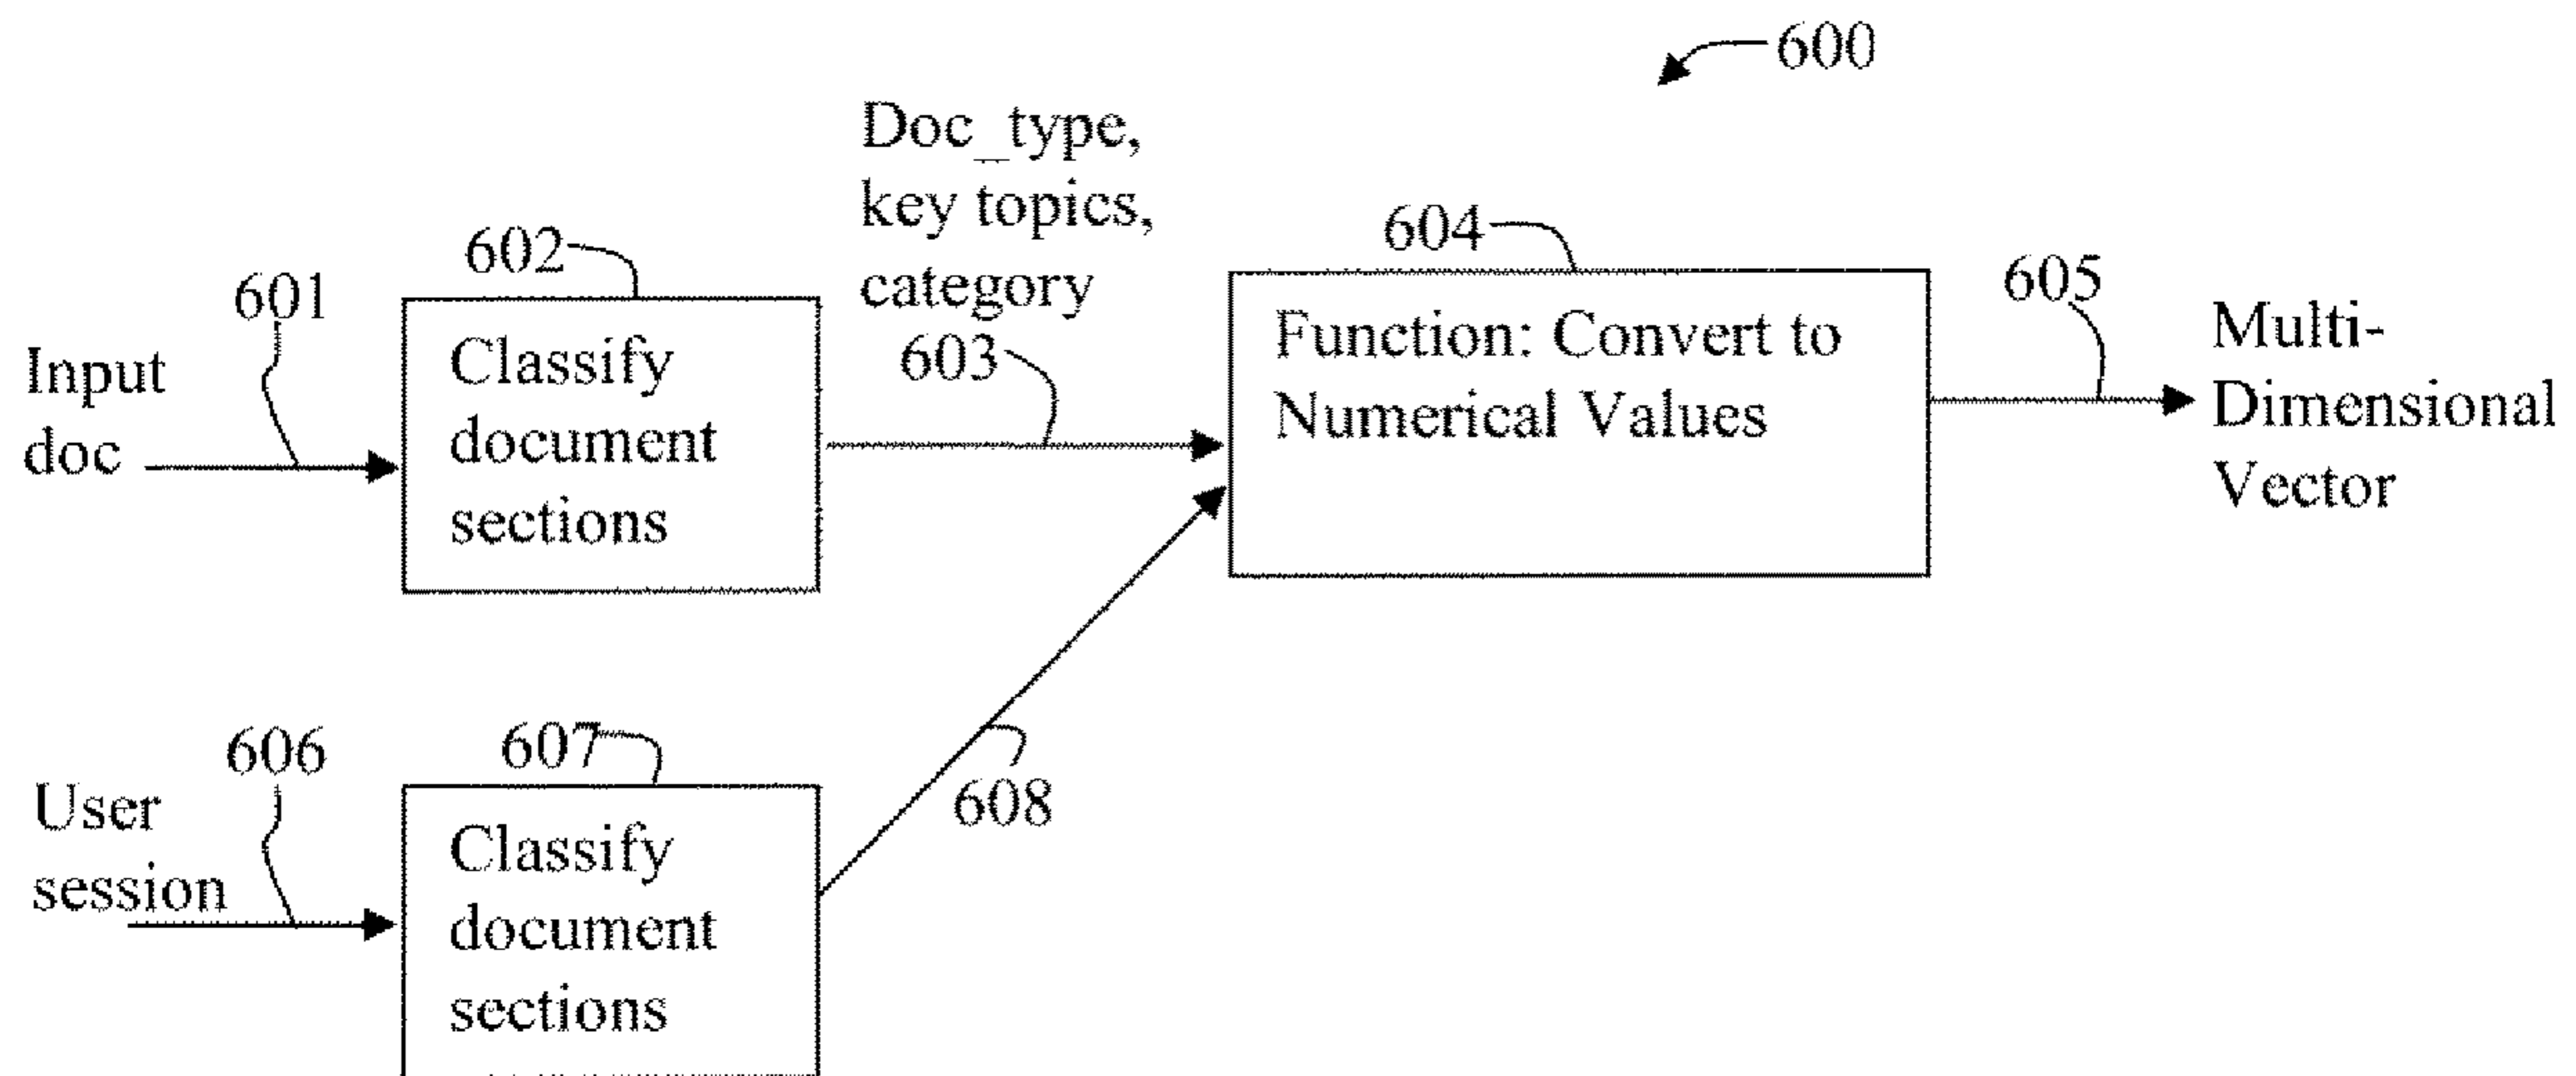 600
Doc_type,
key topics,
category
602
604
601
605
603
Input
doc
Classify
document
sections
Function: Convert to
Numerical Values
Multi-
Dimensional
Vector
606
607
608
User
session
Classify
document
sections